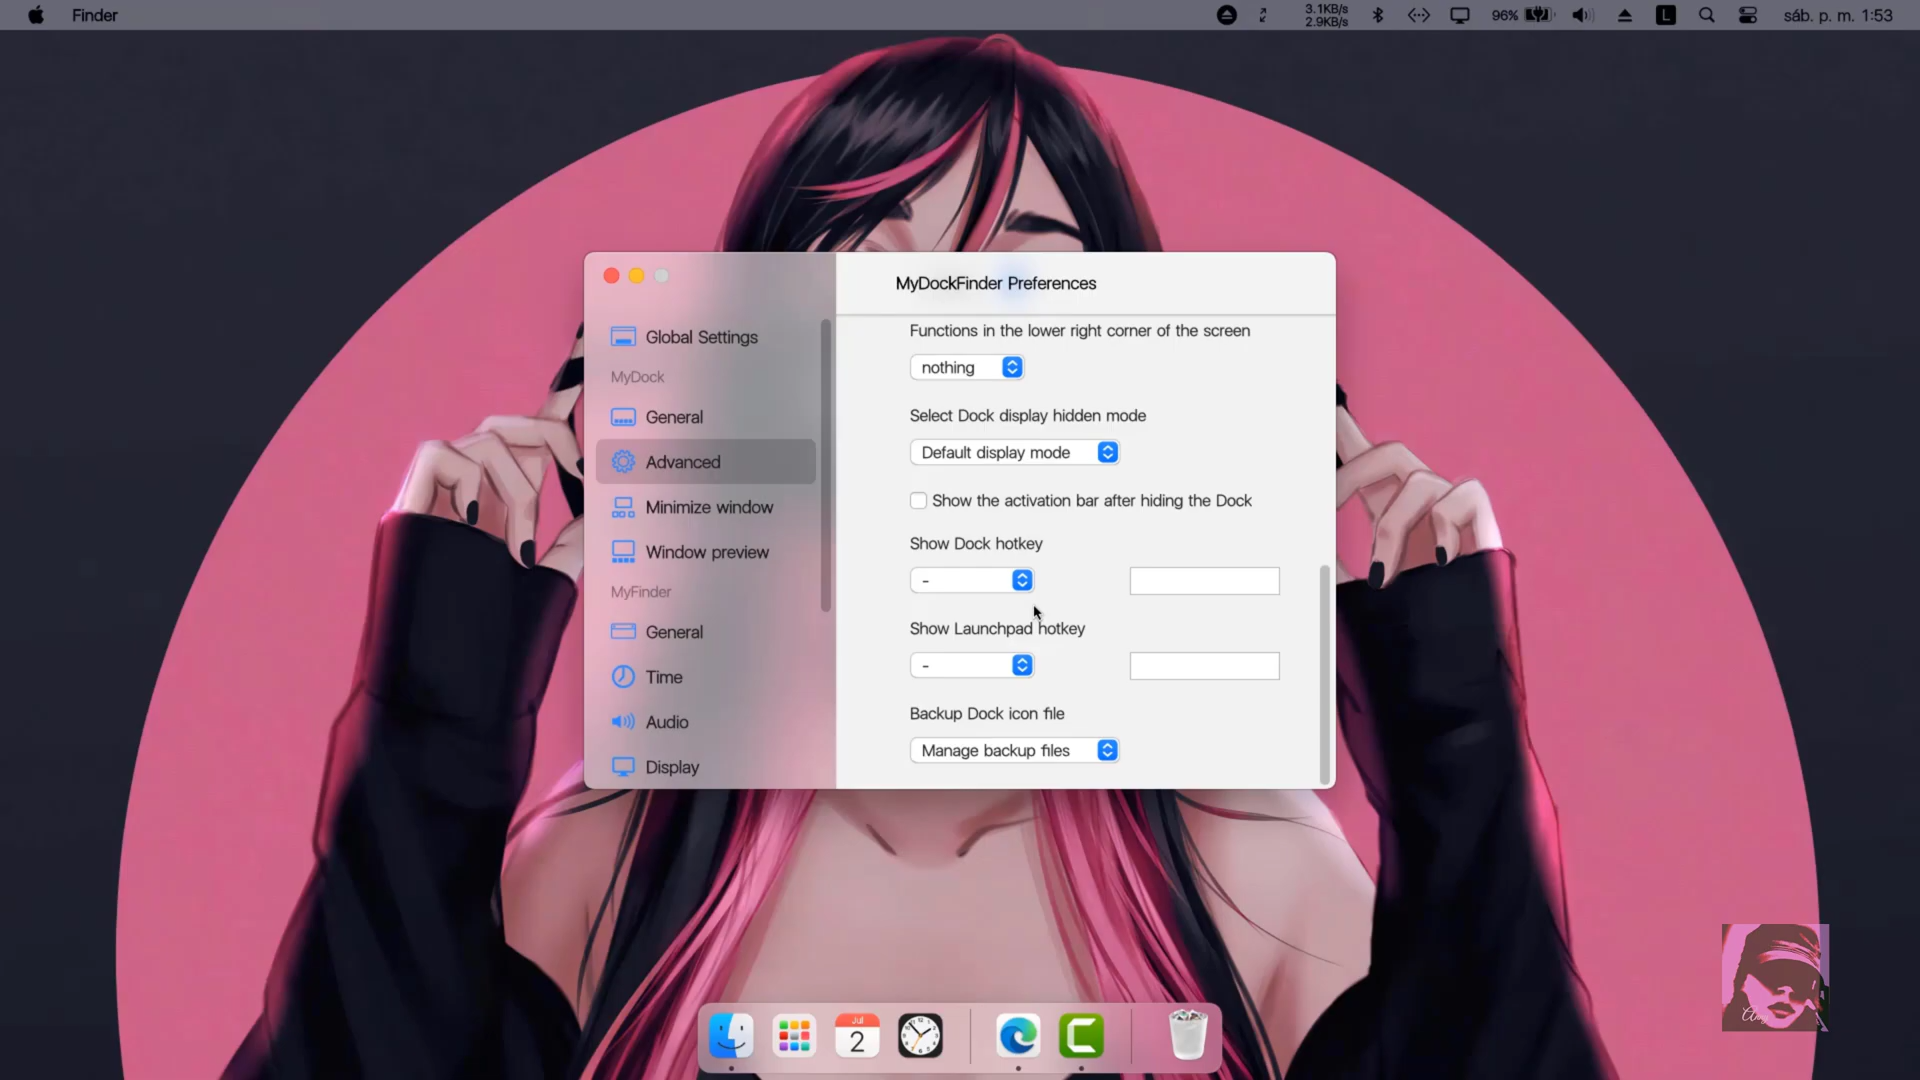 Finder
3.1KB/s
2.9KB/s
96%
L
sáb. p. m. 1:53
MyDockFinder Preferences
Global Settings
MyDock
General
Advanced
Minimize window
Window preview
MyFinder
General
Time
Audio
Display
Functions in the lower right corner of the screen
nothing
Select Dock display hidden mode
Default display mode
Show the activation bar after hiding the Dock
Show Dock hotkey
-
Show Launchpad hotkey
-
Backup Dock icon file
Manage backup files
Jul
2